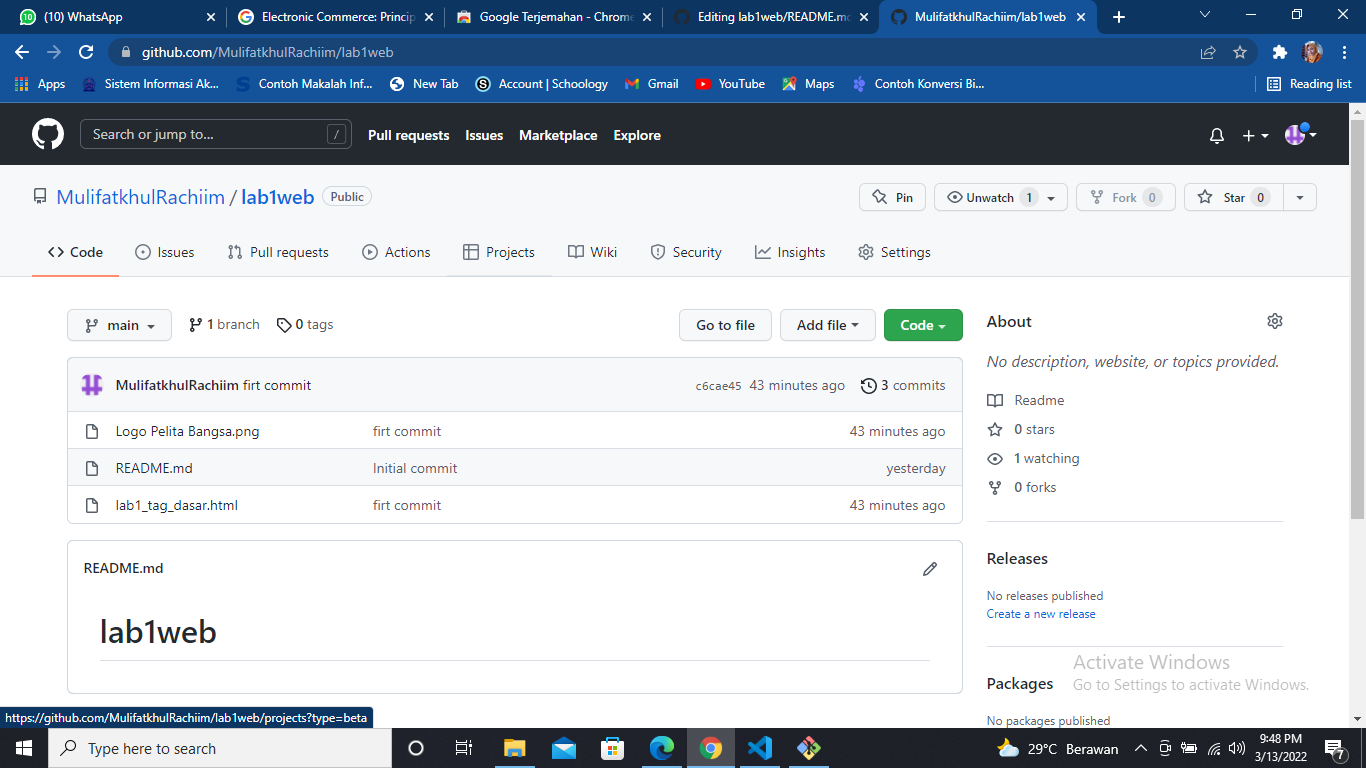 (10) WhatsApp
Electronic Commerce: Princip
Google Terjemahan - Chrome
Editing lab1web/README.md
MulifatkhulRachiim/lab1web
github.com/MulifatkhulRachiim/lab1web
Apps
Sistem Informasi Ak...
Contoh Makalah Inf...
New Tab
Account | Schoology
Gmail
YouTube
Maps
Contoh Konversi Bi...
Reading list
Search or jump to...
/
Pull requests
Issues
Marketplace
Explore
MulifatkhulRachiim / lab1web
Public
Pin
Unwatch 1
Fork 0
Star 0
Code
Issues
Pull requests
Actions
Projects
Wiki
Security
Insights
Settings
main
1 branch
0 tags
Go to file
Add file
Code
MulifatkhulRachiim firt commit
c6cae45 43 minutes ago
3 commits
Logo Pelita Bangsa.png
firt commit
43 minutes ago
README.md
Initial commit
yesterday
lab1_tag_dasar.html
firt commit
43 minutes ago
README.md
lab1web
About
No description, website, or topics provided.
Readme
0 stars
1 watching
0 forks
Releases
No releases published
Create a new release
Packages
No packages published
Activate Windows
Go to Settings to activate Windows.
https://github.com/MulifatkhulRachiim/lab1web/projects?type=beta
Type here to search
29°C Berawan
9:48 PM
3/13/2022
7